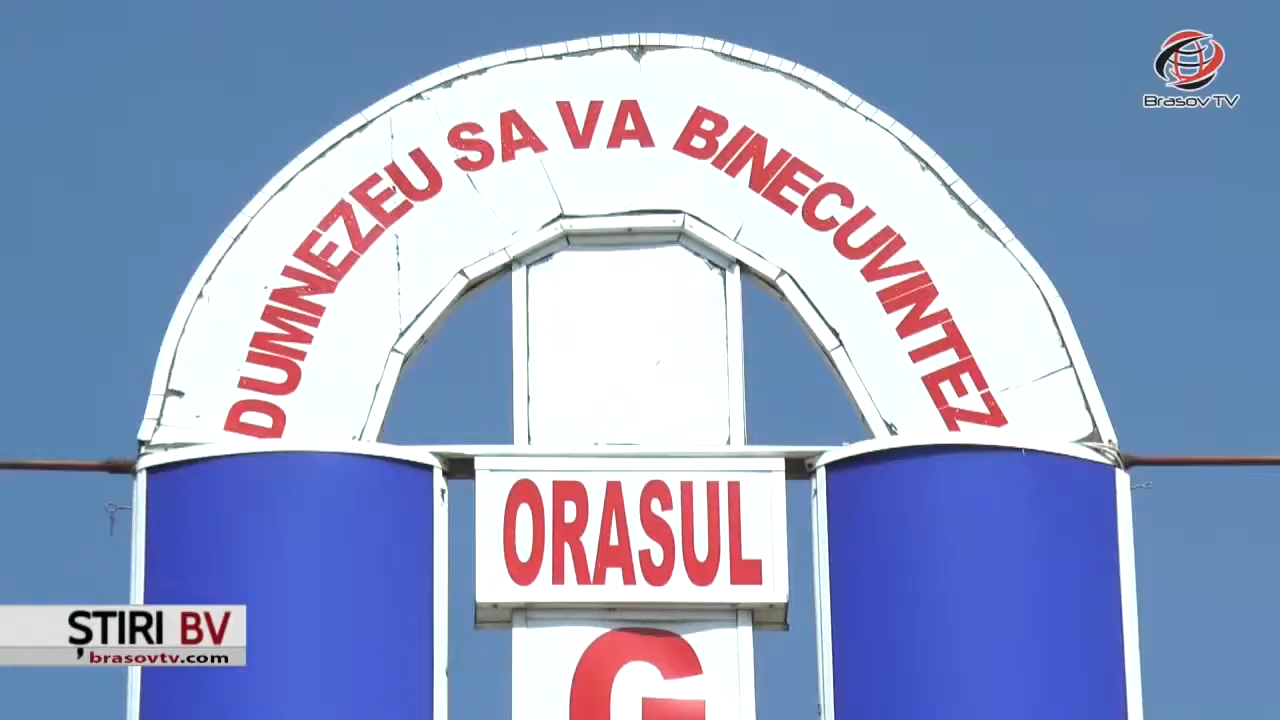 Brasov TV
DUMNEZEU SA VA BINECUVINTEZ
ORASUL
G
ȘTIRI BV
brasovtv.com